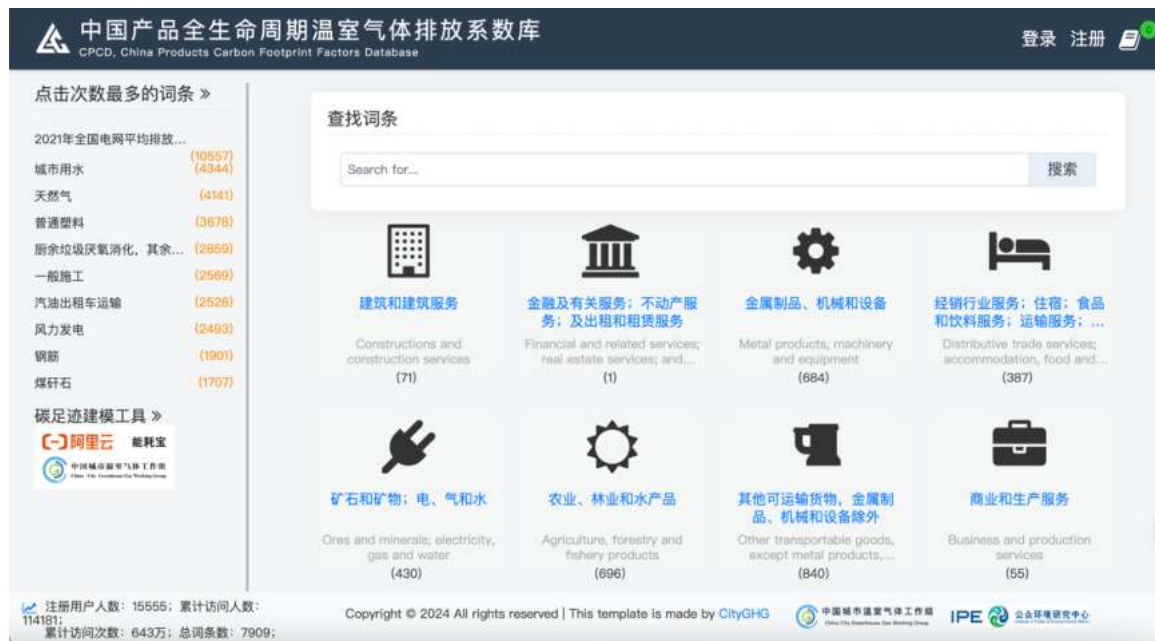 中国产品全生命周期温室气体排放系数库
CPCD, China Products Carbon Footprint Factors Database
登录 注册
0
点击次数最多的词条 »
2021年全国电网平均排放...
(10557)
城市用水 (4344)
天然气 (4141)
普通塑料 (3678)
厨余垃圾厌氧消化，其余... (2859)
一般施工 (2569)
汽油出租车运输 (2528)
风力发电 (2493)
钢筋 (1901)
煤矸石 (1707)
碳足迹建模工具 »
阿里云 能耗宝
中国城市温室气体工作组
China City Greenhouse Gas Working Group
查找词条
Search for...
搜索
建筑和建筑服务
Constructions and
construction services
(71)
金融及有关服务；不动产服
务；及出租和租赁服务
Financial and related services;
real estate services; and...
(1)
金属制品、机械和设备
Metal products, machinery
and equipment
(684)
经销行业服务；住宿；食品
和饮料服务；运输服务；...
Distributive trade services;
accommodation, food and...
(387)
矿石和矿物；电、气和水
Ores and minerals; electricity,
gas and water
(430)
农业、林业和水产品
Agriculture, forestry and
fishery products
(696)
其他可运输货物，金属制
品、机械和设备除外
Other transportable goods,
except metal products,...
(840)
商业和生产服务
Business and production
services
(55)
注册用户人数：15555；累计访问人数：
114181；
累计访问次数：643万；总词条数：7909；
Copyright © 2024 All rights reserved | This template is made by CityGHG
中国城市温室气体工作组
China City Greenhouse Gas Working Group
IPE 公众环境研究中心